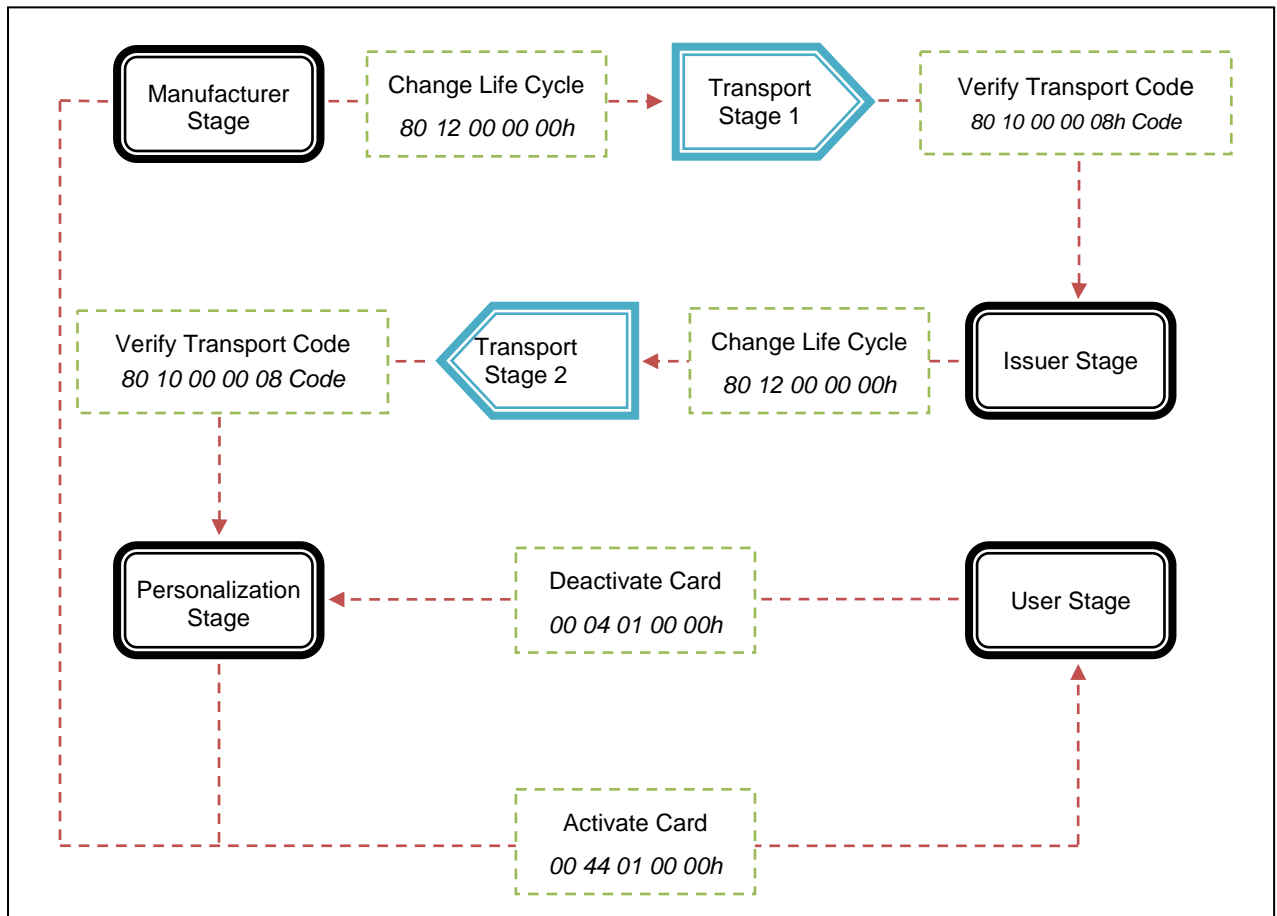 Manufacturer
Stage
Change Life Cycle
80 12 00 00 00h
Transport
Stage 1
Verify Transport Code
80 10 00 00 08h Code
Verify Transport Code
80 10 00 00 08 Code
Transport
Stage 2
Change Life Cycle
80 12 00 00 00h
Issuer Stage
Personalization
Stage
Deactivate Card
00 04 01 00 00h
User Stage
Activate Card
00 44 01 00 00h